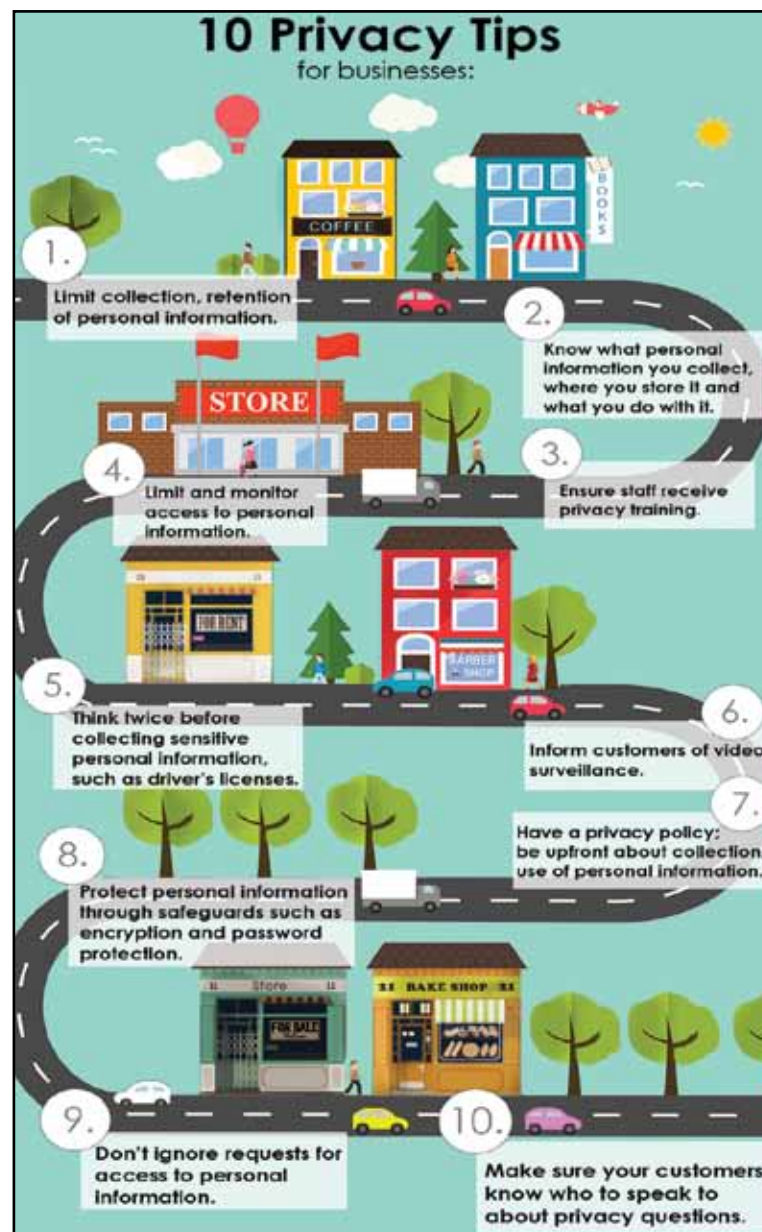 10 Privacy Tips
for businesses:
COFFEE
BOOKS
1.
Limit collection, retention
of personal information.
2.
Know what personal
information you collect,
where you store it and
what you do with it.
STORE
3.
Ensure staff receive
privacy training.
4.
Limit and monitor
access to personal
information.
FOR RENT
BARBER
SHOP
5.
Think twice before
collecting sensitive
personal information,
such as driver's licenses.
6.
Inform customers of video
surveillance.
7.
Have a privacy policy:
be upfront about collection,
use of personal information.
8.
Protect personal information
through safeguards such as
encryption and password
protection.
Store
FOR SALE
BAKE SHOP
9.
Don't ignore requests for
access to personal
information.
10.
Make sure your customers
know who to speak to
about privacy questions.